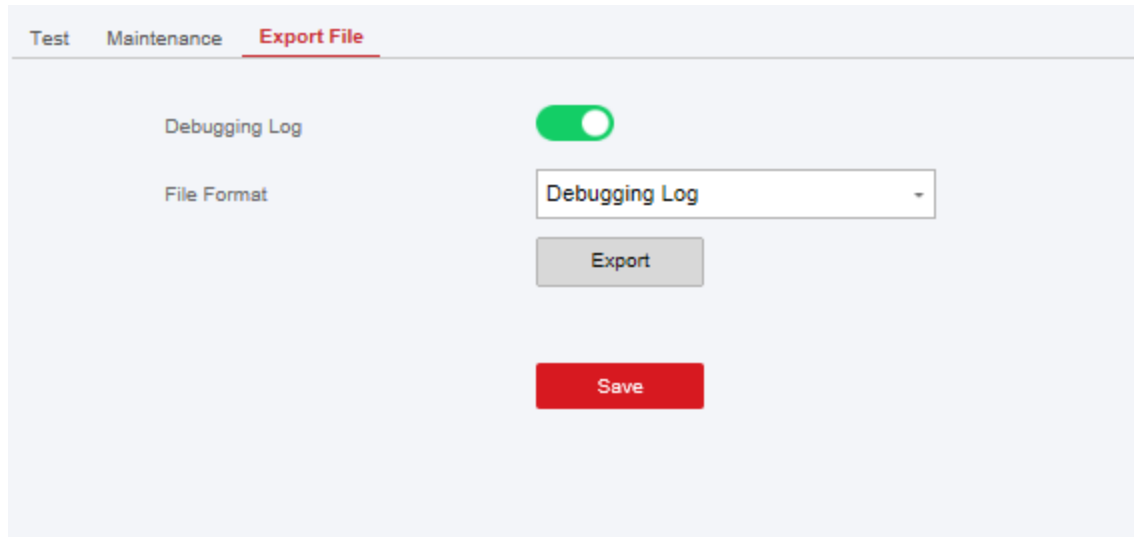 Test Maintenance Export File
Debugging Log
File Format Debugging Log
Export
Save